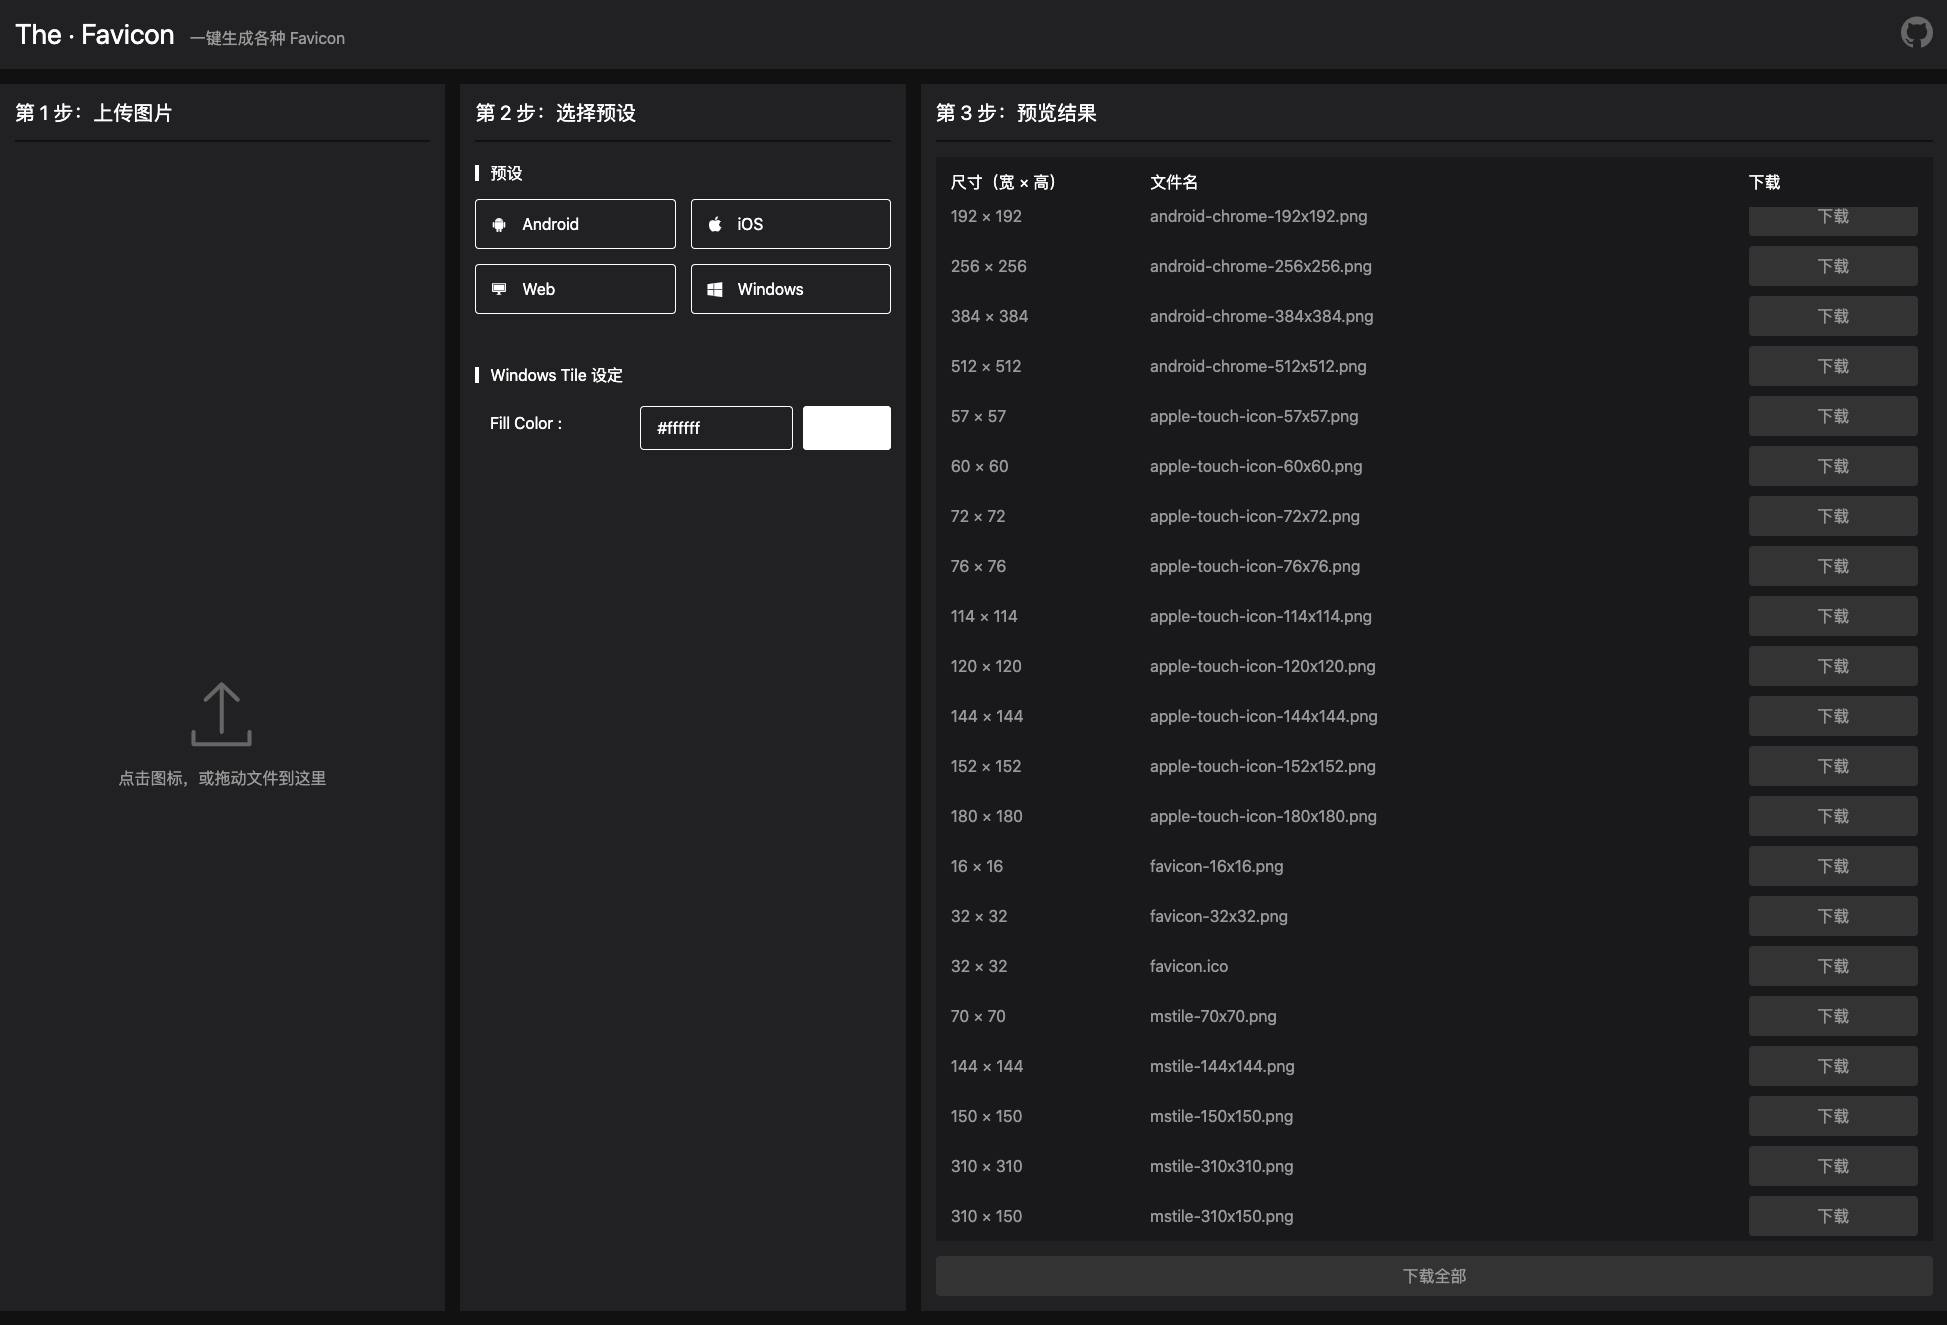 The · Favicon 一键生成各种 Favicon
第 1 步：上传图片
点击图标，或拖动文件到这里
第 2 步：选择预设
预设
Android
iOS
Web
Windows
Windows Tile 设定
Fill Color :
#ffffff
第 3 步：预览结果
尺寸（宽 × 高） 文件名 下载
192 × 192 android-chrome-192x192.png 下载
256 × 256 android-chrome-256x256.png 下载
384 × 384 android-chrome-384x384.png 下载
512 × 512 android-chrome-512x512.png 下载
57 × 57 apple-touch-icon-57x57.png 下载
60 × 60 apple-touch-icon-60x60.png 下载
72 × 72 apple-touch-icon-72x72.png 下载
76 × 76 apple-touch-icon-76x76.png 下载
114 × 114 apple-touch-icon-114x114.png 下载
120 × 120 apple-touch-icon-120x120.png 下载
144 × 144 apple-touch-icon-144x144.png 下载
152 × 152 apple-touch-icon-152x152.png 下载
180 × 180 apple-touch-icon-180x180.png 下载
16 × 16 favicon-16x16.png 下载
32 × 32 favicon-32x32.png 下载
32 × 32 favicon.ico 下载
70 × 70 mstile-70x70.png 下载
144 × 144 mstile-144x144.png 下载
150 × 150 mstile-150x150.png 下载
310 × 310 mstile-310x310.png 下载
310 × 150 mstile-310x150.png 下载
下载全部